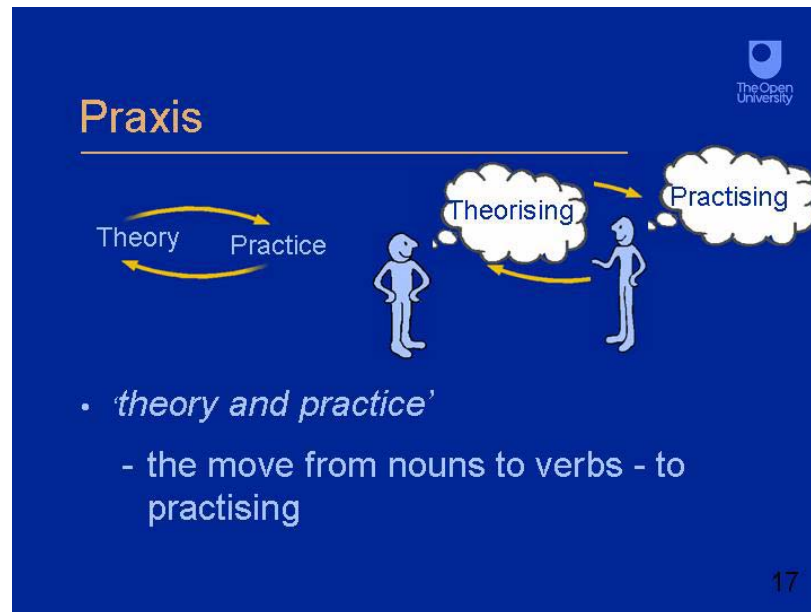 The Open
University
Praxis
Theory
Practice
Theorising
Practising
• ‘theory and practice’
- the move from nouns to verbs - to
practising
17